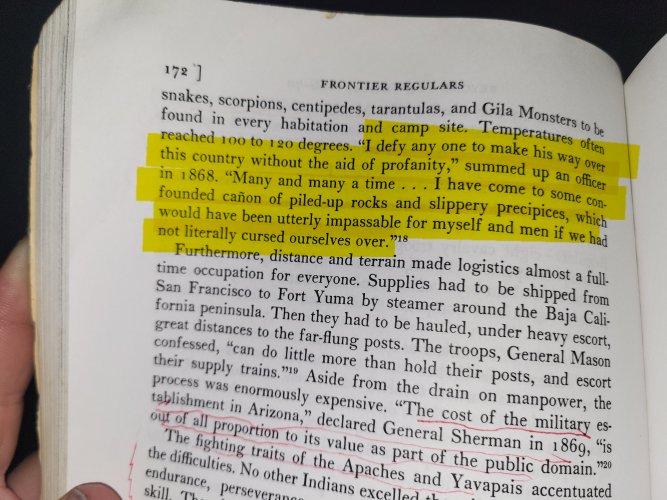 172 ]
FRONTIER REGULARS
snakes, scorpions, centipedes, tarantulas, and Gila Monsters to be
found in every habitation and camp site. Temperatures often
reached 100 to 120 degrees. “I defy any one to make his way over
this country without the aid of profanity,” summed up an officer
in 1868. “Many and many a time . . . I have come to some con-
founded cañon of piled-up rocks and slippery precipices, which
would have been utterly impassable for myself and men if we had
not literally cursed ourselves over.”18
Furthermore, distance and terrain made logistics almost a full-
time occupation for everyone. Supplies had to be shipped from
San Francisco to Fort Yuma by steamer around the Baja Cali-
fornia peninsula. Then they had to be hauled, under heavy escort,
great distances to the far-flung posts. The troops, General Mason
confessed, “can do little more than hold their posts, and escort
their supply trains.”19 Aside from the drain on manpower, the
process was enormously expensive. “The cost of the military es-
tablishment in Arizona,” declared General Sherman in 1869, “is
out of all proportion to its value as part of the public domain.”20
The fighting traits of the Apaches and Yavapais accentuated
the difficulties. No other Indians excelled
endurance, perseverance
skill.